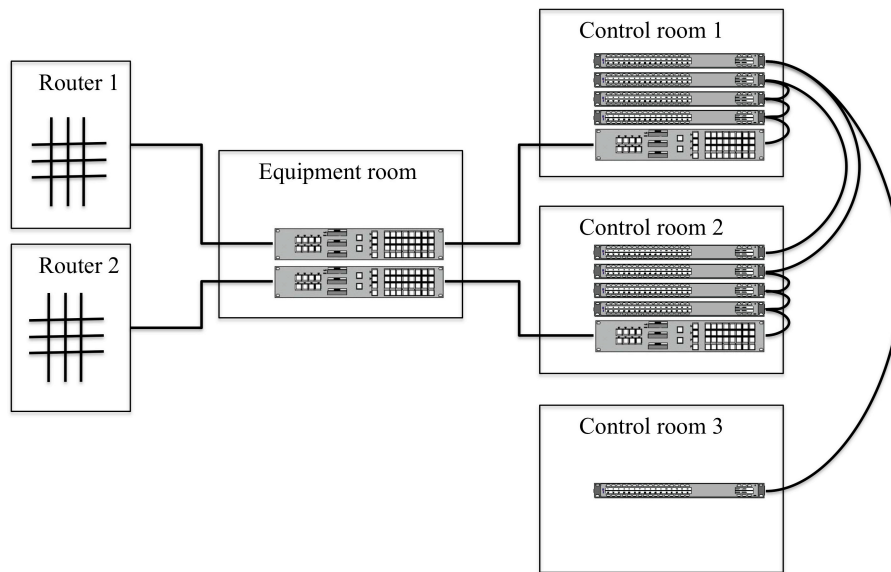 Control room 1
Router 1
Equipment room
Control room 2
Router 2
Control room 3